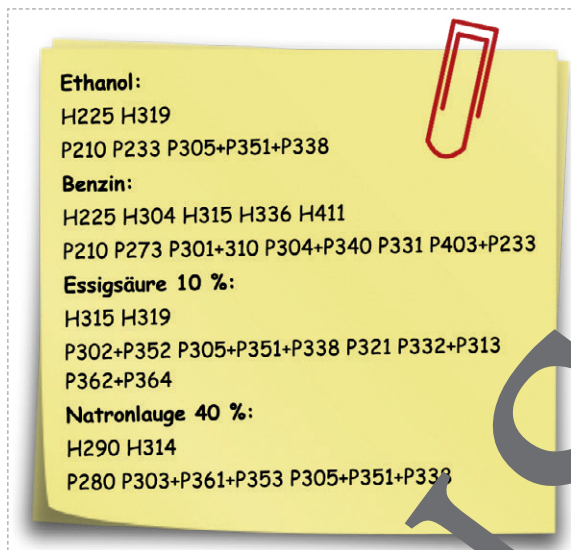 Ethanol:
H225 H319
P210 P233 P305+P351+P338
Benzin:
H225 H304 H315 H336 H411
P210 P273 P301+310 P304+P340 P331 P403+P233
Essigsäure 10 %:
H315 H319
P302+P352 P305+P351+P338 P321 P332+P313
P362+P364
Natronlauge 40 %:
H290 H314
P280 P303+P361+P353 P305+P351+P338